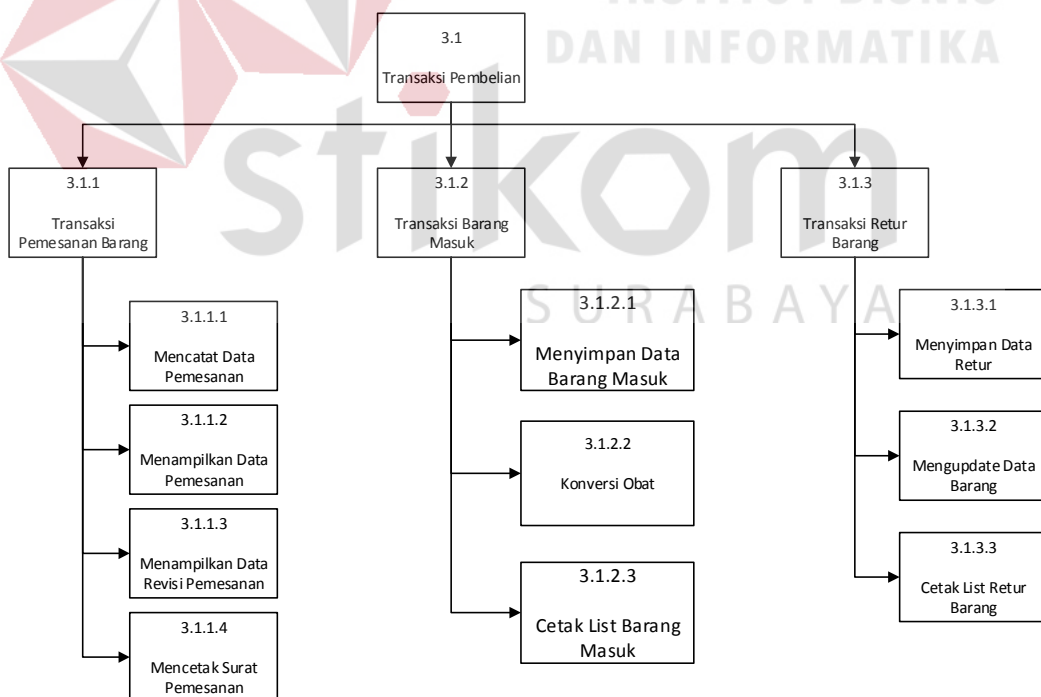 INSTITUT BISNIS
DAN INFORMATIKA
stikom
SURABAYA
3.1
Transaksi Pembelian
3.1.1
Transaksi
Pemesanan Barang
3.1.2
Transaksi Barang
Masuk
3.1.3
Transaksi Retur
Barang
3.1.1.1
Mencatat Data
Pemesanan
3.1.1.2
Menampilkan Data
Pemesanan
3.1.1.3
Menampilkan Data
Revisi Pemesanan
3.1.1.4
Mencetak Surat
Pemesanan
3.1.2.1
Menyimpan Data
Barang Masuk
3.1.2.2
Konversi Obat
3.1.2.3
Cetak List Barang
Masuk
3.1.3.1
Menyimpan Data
Retur
3.1.3.2
Mengupdate Data
Barang
3.1.3.3
Cetak List Retur
Barang